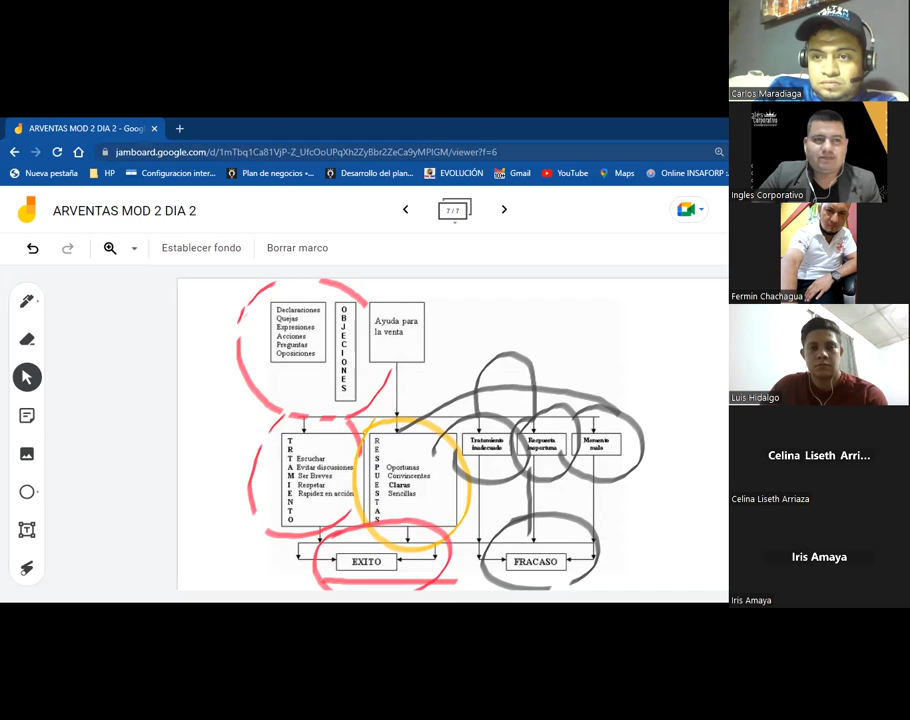 ARVENTAS MOD 2 DIA 2 - Goog
jamboard.google.com/d/1mTbq1Ca81VjP-Z_UfcOoUPqXh2ZyBbr2ZeCa9yMPIGM/viewer?f=6
Nueva pestaña
HP
Configuracion inter...
Plan de negocios •...
Desarrollo del plan...
EVOLUCIÓN
Gmail
YouTube
Maps
Online INSAFORP |...
ARVENTAS MOD 2 DIA 2
7 / 7
Establecer fondo
Borrar marco
Declaraciones
Quejas
Expresiones
Acciones
Preguntas
Oposiciones
OBJECIONES
Ayuda para
la venta
TRTAMIENTO
Escuchar
Evitar discusiones
Ser Breves
Respetar
Rapidez en acción
RESPUESTAS
Oportunas
Convincentes
Claras
Sencillas
Tratamiento
inadecuado
Respuesta
inoportuna
Momento
malo
EXITO
FRACASO
Carlos Maradiaga
Ingles Corporativo
Fermin Chachagua
Luis Hidalgo
Celina Liseth Arri...
Celina Liseth Arriaza
Iris Amaya
Iris Amaya